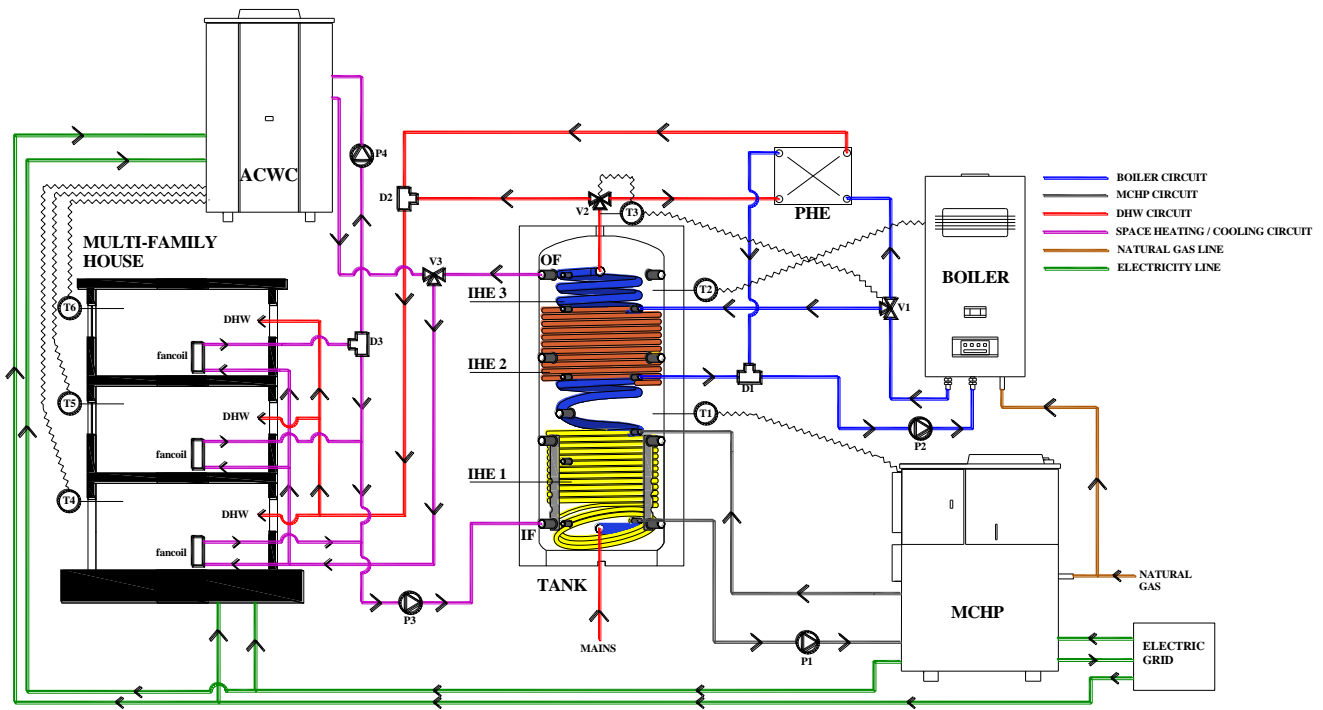 ACWC
P4
D2
V2
T3
PHE
BOILER CIRCUIT
MCHP CIRCUIT
DHW CIRCUIT
SPACE HEATING / COOLING CIRCUIT
NATURAL GAS LINE
ELECTRICITY LINE
MULTI-FAMILY
HOUSE
V3
OF
IHE 3
T2
V1
BOILER
T6
DHW
fancoil
D3
IHE 2
D1
T5
DHW
T1
P2
fancoil
IHE 1
T4
DHW
fancoil
IF
TANK
P3
MAINS
P1
MCHP
NATURAL
GAS
ELECTRIC
GRID